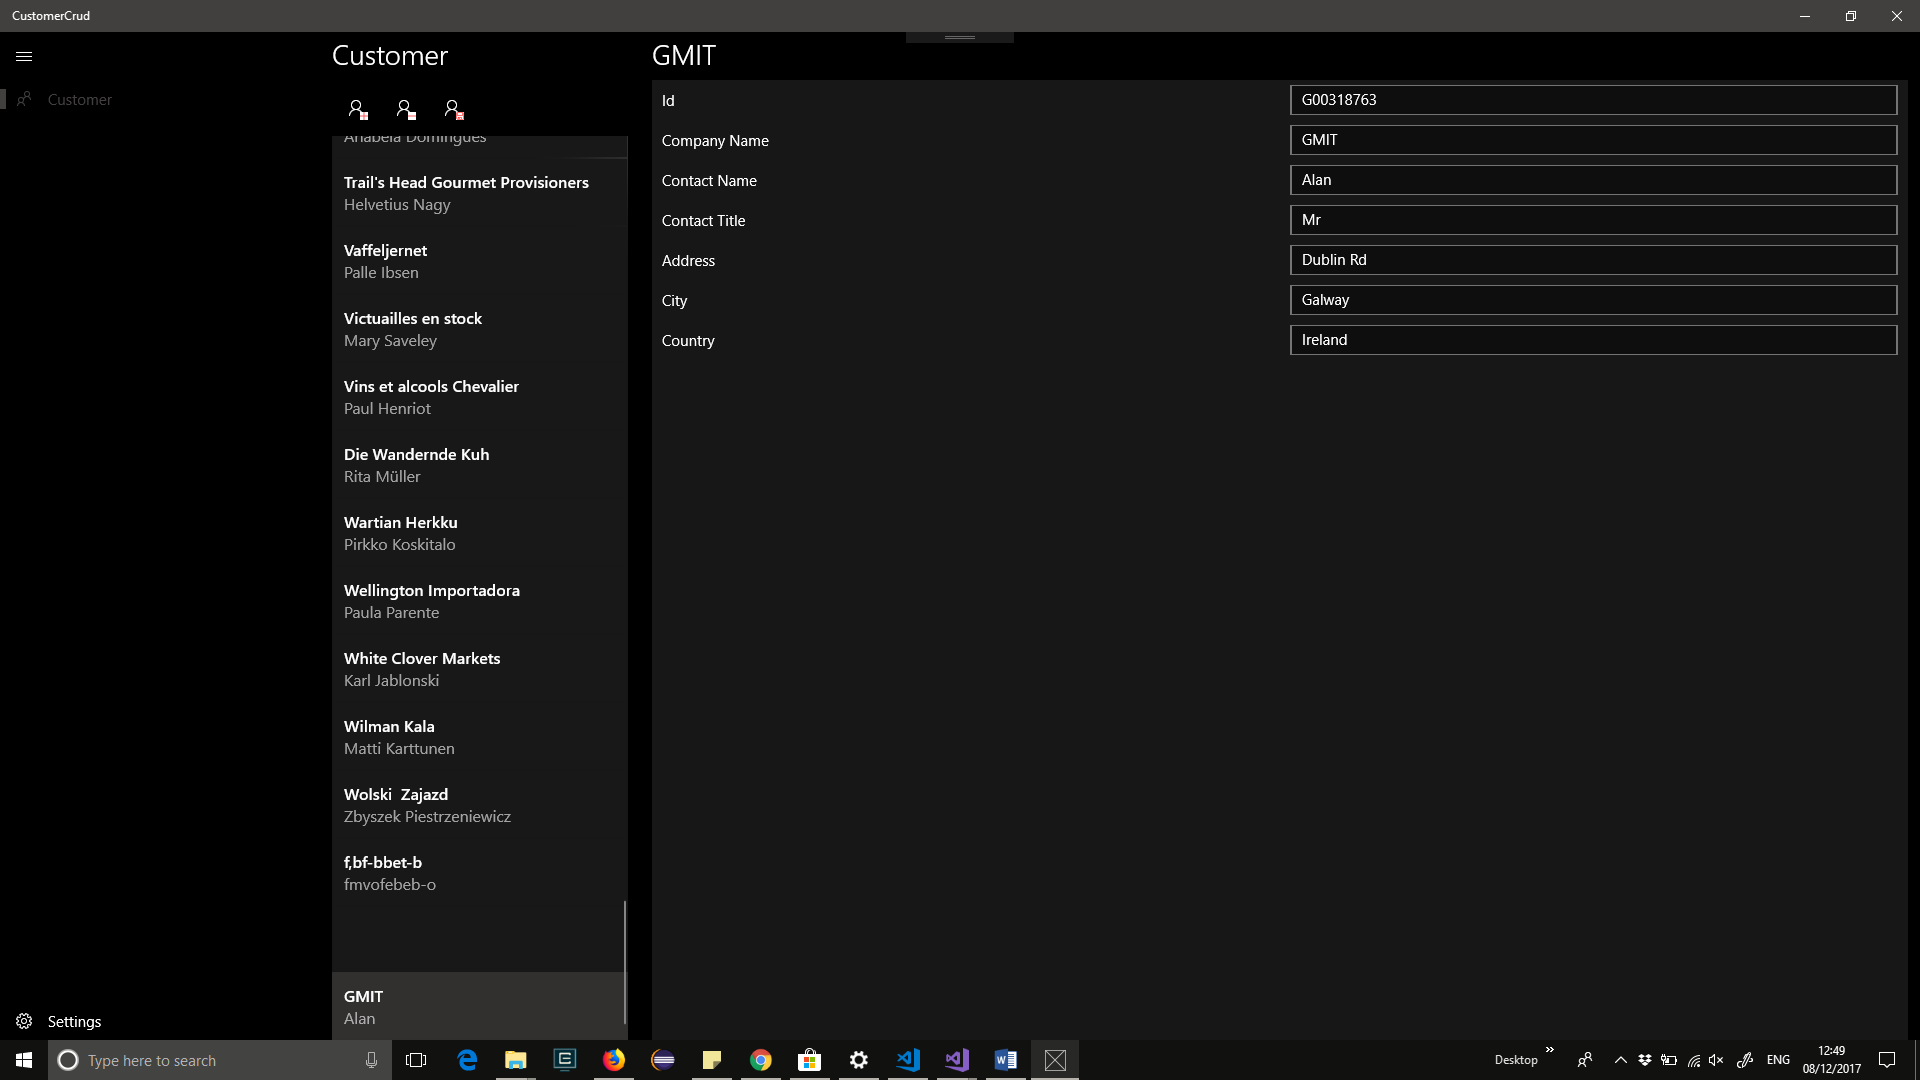 CustomerCrud
Customer
Settings
Customer
Anabela Domingues
Trail's Head Gourmet Provisioners
Helvetius Nagy
Vaffeljernet
Palle Ibsen
Victuailles en stock
Mary Saveley
Vins et alcools Chevalier
Paul Henriot
Die Wandernde Kuh
Rita Müller
Wartian Herkku
Pirkko Koskitalo
Wellington Importadora
Paula Parente
White Clover Markets
Karl Jablonski
Wilman Kala
Matti Karttunen
Wolski  Zajazd
Zbyszek Piestrzeniewicz
f,bf-bbet-b
fmvofebeb-o
GMIT
Alan
GMIT
Id G00318763
Company Name GMIT
Contact Name Alan
Contact Title Mr
Address Dublin Rd
City Galway
Country Ireland
Type here to search
Desktop
ENG
12:49
08/12/2017